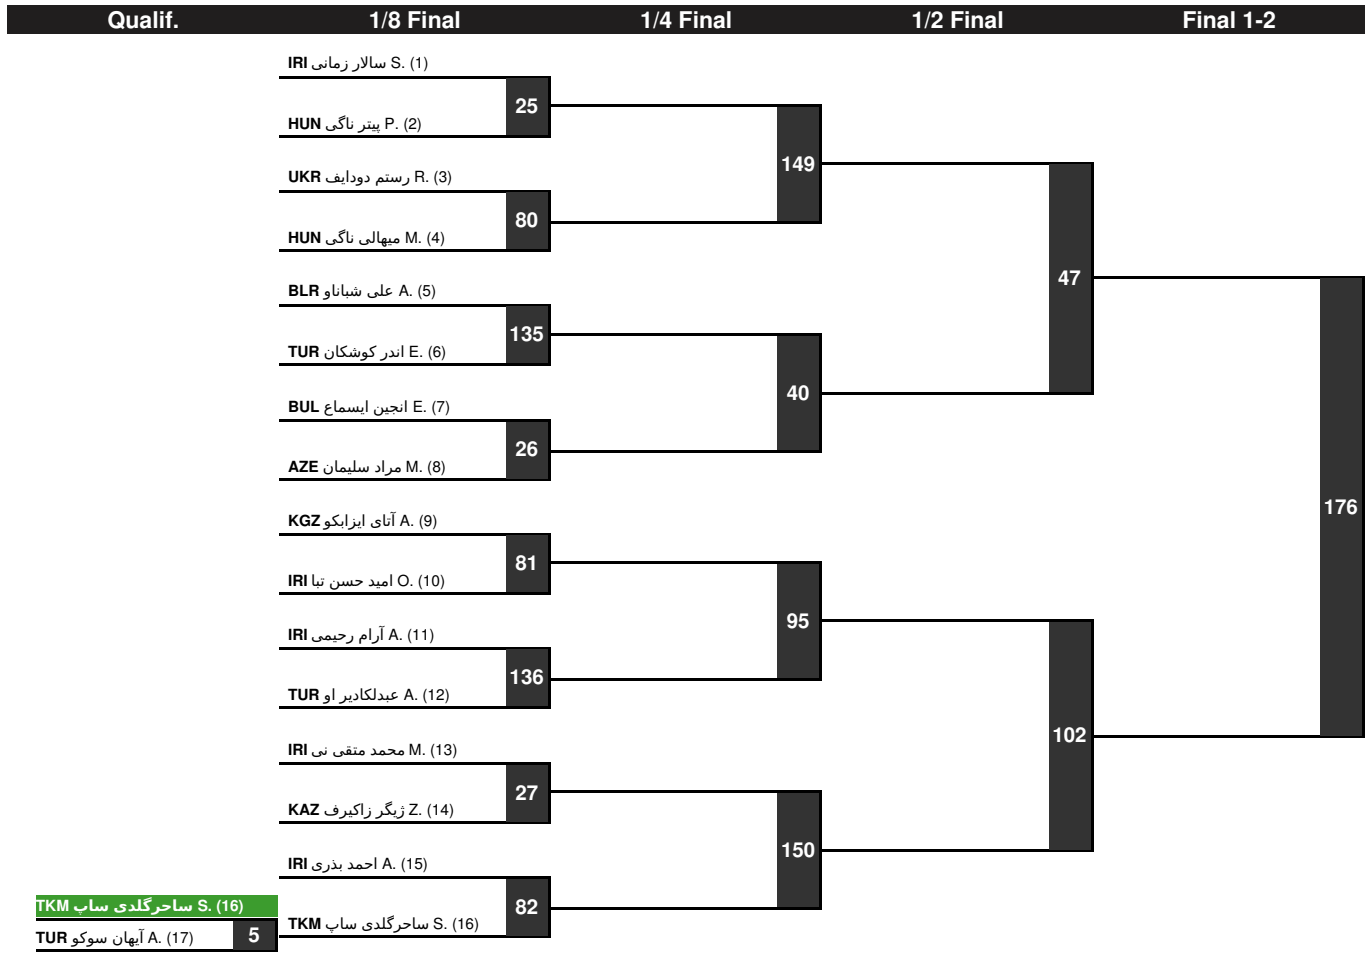 Qualif. 1/8 Final 1/4 Final 1/2 Final Final 1-2
IRI سالار زمانی S. (1)
25
HUN پیتر ناگی P. (2)
149
UKR رستم دودایف R. (3)
80
HUN میهالی ناگی M. (4)
47
BLR علی شباناو A. (5)
135
TUR اندر کوشکان E. (6)
40
BUL انجین ایسماع E. (7)
26
AZE مراد سلیمان M. (8)
176
KGZ آتای ایزابکو A. (9)
81
IRI امید حسن تبا O. (10)
95
IRI آرام رحیمی A. (11)
136
TUR عبدلکادیر او A. (12)
102
IRI محمد متقی نی M. (13)
27
KAZ ژیگر زاکیرف Z. (14)
150
IRI احمد بذری A. (15)
82
TKM ساحرگلدی ساپ S. (16)
TKM ساحرگلدی ساپ S. (16)
5
TUR آیهان سوکو A. (17)